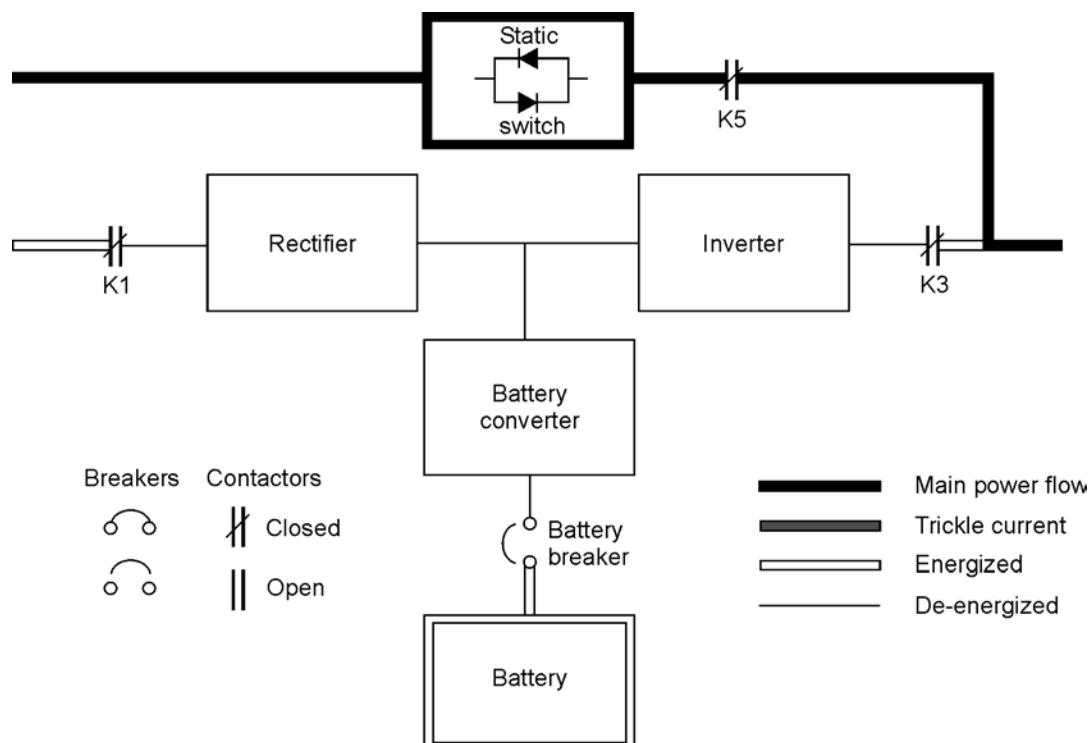 Static
switch
K5
Rectifier
Inverter
K1
K3
Battery
converter
Breakers
Contactors
Closed
Open
Battery
breaker
Main power flow
Trickle current
Energized
De-energized
Battery